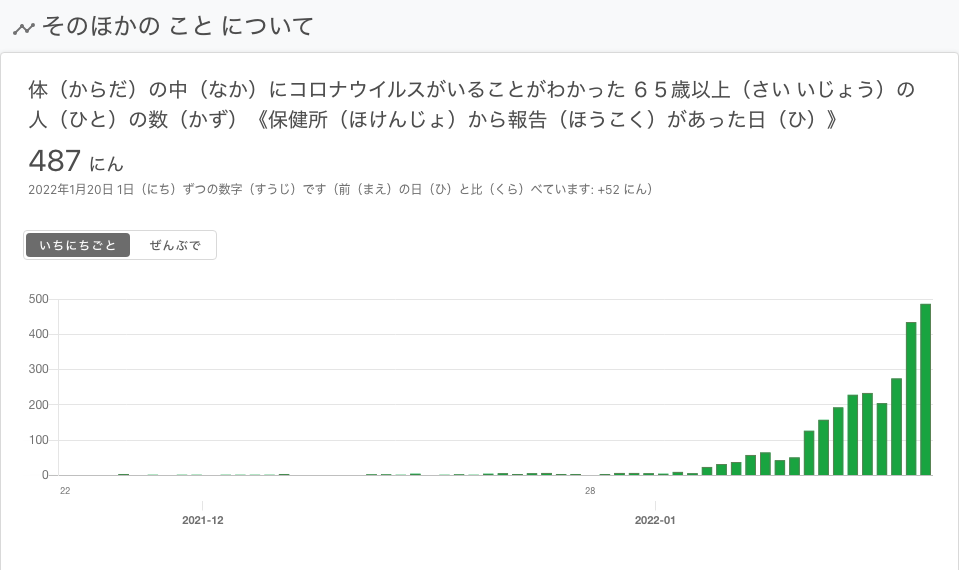 そのほかの こと について
体（からだ）の中（なか）にコロナウイルスがいることがわかった ６５歳以上（さい いじょう）の
人（ひと）の数（かず）《保健所（ほけんじょ）から報告（ほうこく）があった日（ひ）》
487 にん
2022年1月20日 1日（にち）ずつの数字（すうじ）です（前（まえ）の日（ひ）と比（くら）べています: +52 にん）
いちにちごと ぜんぶで
500
400
300
200
100
0
22 28
2021-12 2022-01